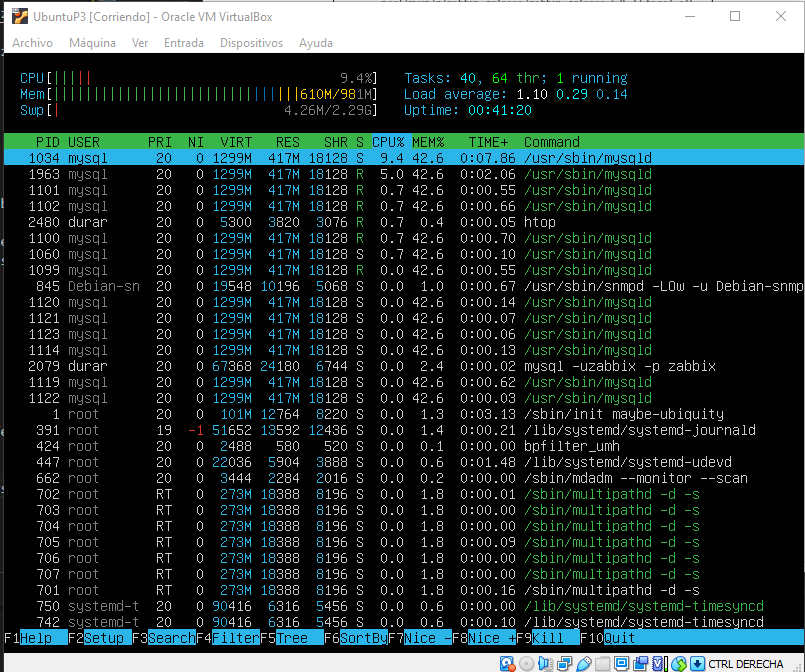 UbuntuP3 [Corriendo] - Oracle VM VirtualBox
Archivo Máquina Ver Entrada Dispositivos Ayuda
CPU[||||| 9.4%] Tasks: 40, 64 thr; 1 running
Mem[|||||||||||||||||||||||||||||||610M/981M] Load average: 1.10 0.29 0.14
Swp[| 4.26M/2.29G] Uptime: 00:41:20
PID USER PRI NI VIRT RES SHR S CPU% MEM% TIME+ Command
1034 mysql 20 0 1299M 417M 18128 S 9.4 42.6 0:07.86 /usr/sbin/mysqld
1963 mysql 20 0 1299M 417M 18128 R 5.0 42.6 0:02.06 /usr/sbin/mysqld
1101 mysql 20 0 1299M 417M 18128 R 0.7 42.6 0:00.55 /usr/sbin/mysqld
1102 mysql 20 0 1299M 417M 18128 R 0.7 42.6 0:00.66 /usr/sbin/mysqld
2480 durar 20 0 5300 3820 3076 R 0.7 0.4 0:00.05 htop
1100 mysql 20 0 1299M 417M 18128 R 0.7 42.6 0:00.70 /usr/sbin/mysqld
1060 mysql 20 0 1299M 417M 18128 S 0.7 42.6 0:00.10 /usr/sbin/mysqld
1099 mysql 20 0 1299M 417M 18128 R 0.0 42.6 0:00.55 /usr/sbin/mysqld
845 Debian-sn 20 0 19548 10196 5068 S 0.0 1.0 0:00.67 /usr/sbin/snmpd -LOw -u Debian-snmp
1120 mysql 20 0 1299M 417M 18128 S 0.0 42.6 0:00.14 /usr/sbin/mysqld
1121 mysql 20 0 1299M 417M 18128 S 0.0 42.6 0:00.07 /usr/sbin/mysqld
1123 mysql 20 0 1299M 417M 18128 S 0.0 42.6 0:00.06 /usr/sbin/mysqld
1114 mysql 20 0 1299M 417M 18128 S 0.0 42.6 0:00.13 /usr/sbin/mysqld
2079 durar 20 0 67368 24180 6744 S 0.0 2.4 0:00.02 mysql -uzabbix -p zabbix
1119 mysql 20 0 1299M 417M 18128 S 0.0 42.6 0:00.62 /usr/sbin/mysqld
1122 mysql 20 0 1299M 417M 18128 S 0.0 42.6 0:00.03 /usr/sbin/mysqld
1 root 20 0 101M 12764 8220 S 0.0 1.3 0:03.13 /sbin/init maybe-ubiquity
391 root 19 -1 51652 13592 12436 S 0.0 1.4 0:00.21 /lib/systemd/systemd-journald
424 root 20 0 2488 580 520 S 0.0 0.1 0:00.00 bpfilter_umh
447 root 20 0 22036 5904 3888 S 0.0 0.6 0:01.48 /lib/systemd/systemd-udevd
662 root 20 0 3444 2284 2016 S 0.0 0.2 0:00.00 /sbin/mdadm --monitor --scan
702 root RT 0 273M 18388 8196 S 0.0 1.8 0:00.01 /sbin/multipathd -d -s
703 root RT 0 273M 18388 8196 S 0.0 1.8 0:00.00 /sbin/multipathd -d -s
704 root RT 0 273M 18388 8196 S 0.0 1.8 0:00.00 /sbin/multipathd -d -s
705 root RT 0 273M 18388 8196 S 0.0 1.8 0:00.09 /sbin/multipathd -d -s
706 root RT 0 273M 18388 8196 S 0.0 1.8 0:00.00 /sbin/multipathd -d -s
707 root RT 0 273M 18388 8196 S 0.0 1.8 0:00.00 /sbin/multipathd -d -s
701 root RT 0 273M 18388 8196 S 0.0 1.8 0:00.16 /sbin/multipathd -d -s
750 systemd-t 20 0 90416 6316 5456 S 0.0 0.6 0:00.00 /lib/systemd/systemd-timesyncd
742 systemd-t 20 0 90416 6316 5456 S 0.0 0.6 0:00.10 /lib/systemd/systemd-timesyncd
F1Help F2Setup F3SearchF4FilterF5Tree F6SortByF7Nice -F8Nice +F9Kill F10Quit
CTRL DERECHA